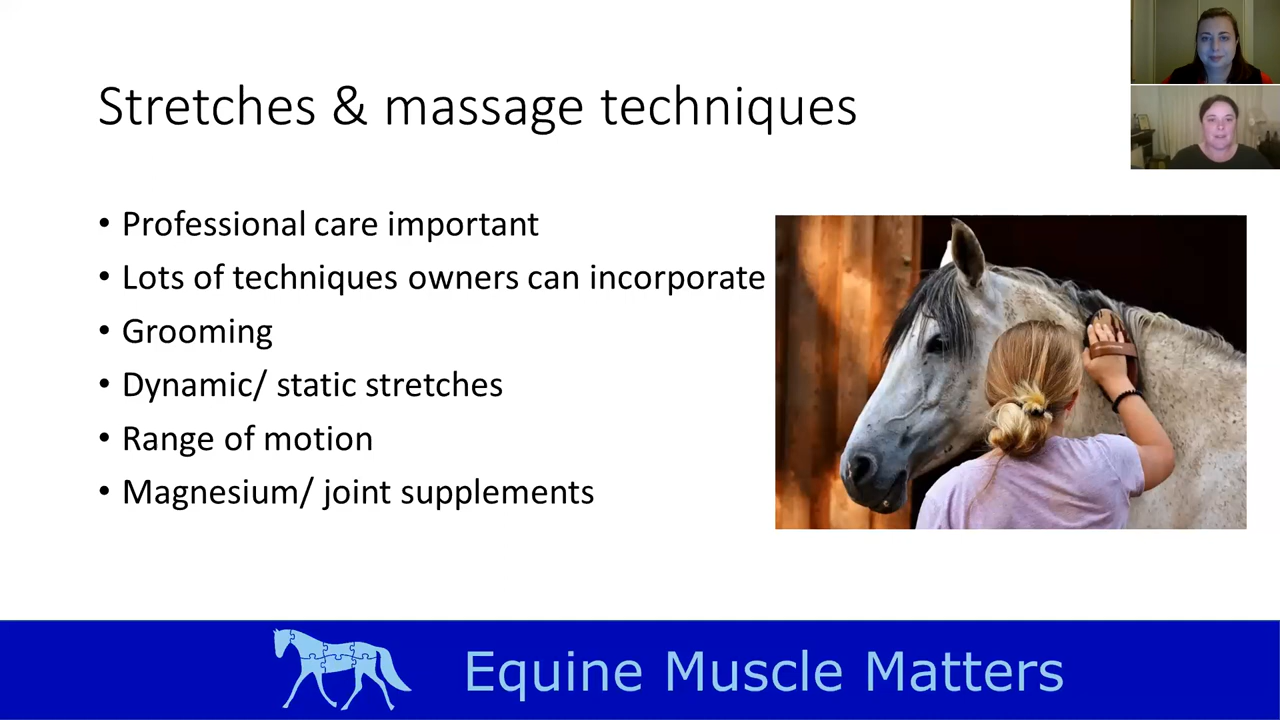 Stretches & massage techniques
• Professional care important
• Lots of techniques owners can incorporate
• Grooming
• Dynamic/ static stretches
• Range of motion
• Magnesium/ joint supplements
Equine Muscle Matters